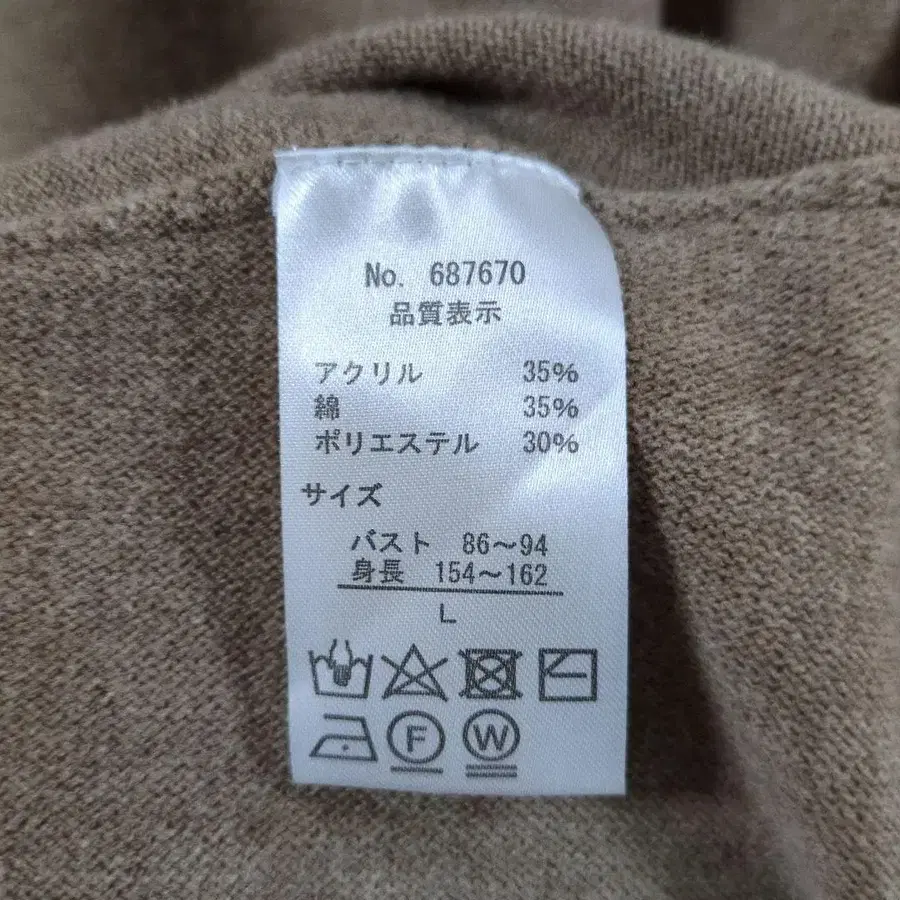 No. 687670
品質表示
アクリル 35%
綿 35%
ポリエステル 30%
サイズ
バスト 86～94
身長 154～162
L
F W